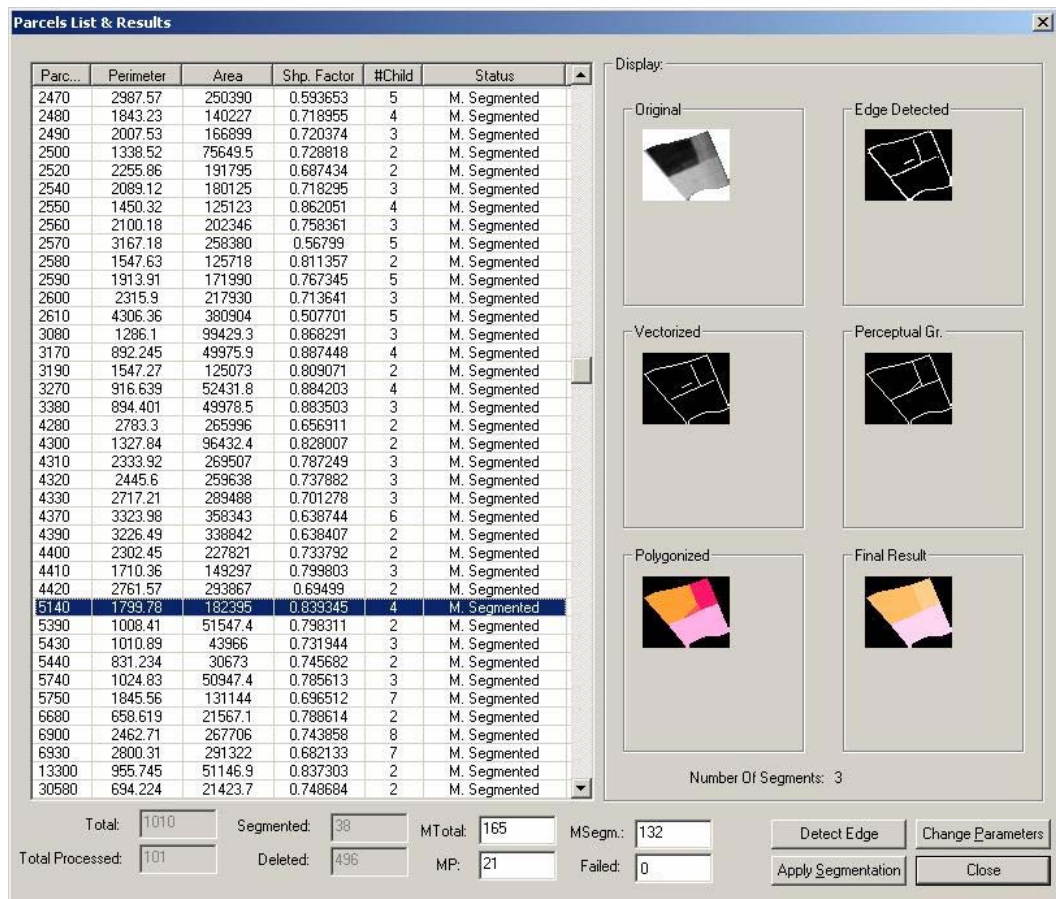 Parcels List & Results
Parc... Perimeter Area Shp. Factor #Child Status
2470 2987.57 250390 0.593653 5 M. Segmented
2480 1843.23 140227 0.718955 4 M. Segmented
2490 2007.53 166899 0.720374 3 M. Segmented
2500 1338.52 75649.5 0.728818 2 M. Segmented
2520 2255.86 191795 0.687434 2 M. Segmented
2540 2089.12 180125 0.718295 3 M. Segmented
2550 1450.32 125123 0.862051 4 M. Segmented
2560 2100.18 202346 0.758361 3 M. Segmented
2570 3167.18 258380 0.56799 5 M. Segmented
2580 1547.63 125718 0.811357 2 M. Segmented
2590 1913.91 171990 0.767345 5 M. Segmented
2600 2315.9 217930 0.713641 3 M. Segmented
2610 4306.36 380904 0.507701 5 M. Segmented
3080 1286.1 99429.3 0.868291 3 M. Segmented
3170 892.245 49975.9 0.887448 4 M. Segmented
3190 1547.27 125073 0.809071 2 M. Segmented
3270 916.639 52431.8 0.884203 4 M. Segmented
3380 894.401 49978.5 0.883503 3 M. Segmented
4280 2783.3 265996 0.656911 2 M. Segmented
4300 1327.84 96432.4 0.828007 2 M. Segmented
4310 2333.92 269507 0.787249 3 M. Segmented
4320 2445.6 259638 0.737882 3 M. Segmented
4330 2717.21 289488 0.701278 3 M. Segmented
4370 3323.98 358343 0.638744 6 M. Segmented
4390 3226.49 338842 0.638407 2 M. Segmented
4400 2302.45 227821 0.733792 2 M. Segmented
4410 1710.36 149297 0.799803 3 M. Segmented
4420 2761.57 293867 0.69499 2 M. Segmented
5140 1799.78 182395 0.839345 4 M. Segmented
5390 1008.41 51547.4 0.798311 2 M. Segmented
5430 1010.89 43966 0.731944 3 M. Segmented
5440 831.234 30673 0.745682 2 M. Segmented
5740 1024.83 50947.4 0.785613 3 M. Segmented
5750 1845.56 131144 0.696512 7 M. Segmented
6680 658.619 21567.1 0.788614 2 M. Segmented
6900 2462.71 267706 0.743858 8 M. Segmented
6930 2800.31 291322 0.682133 7 M. Segmented
13300 955.745 51146.9 0.837303 2 M. Segmented
30580 694.224 21423.7 0.748684 2 M. Segmented
Display:
Original Edge Detected
Vectorized Perceptual Gr.
Polygonized Final Result
Number Of Segments: 3
Total: 1010 Segmented: 38 MTotal: 165 MSegm.: 132 Detect Edge Change Parameters
Total Processed: 101 Deleted: 496 MP: 21 Failed: 0 Apply Segmentation Close